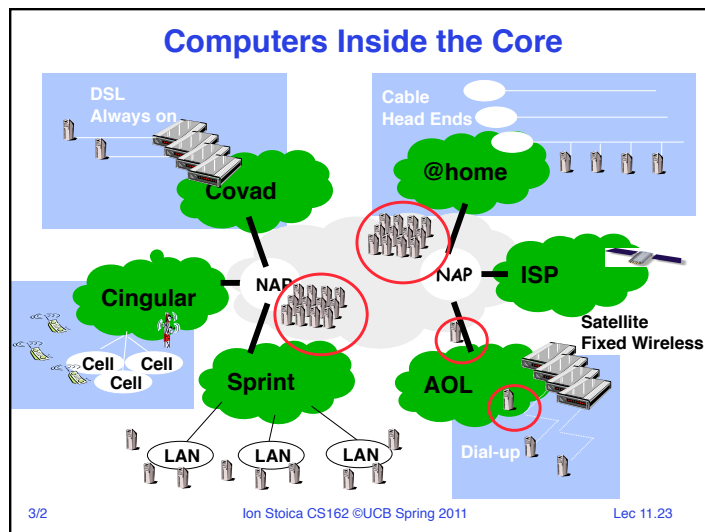 Computers Inside the Core
DSL
Always on
Cable
Head Ends
Covad
@home
NAP
NAP
ISP
Cingular
Satellite
Fixed Wireless
Cell
Cell
Cell
Sprint
AOL
LAN
LAN
LAN
Dial-up
3/2
Ion Stoica CS162 ©UCB Spring 2011
Lec 11.23